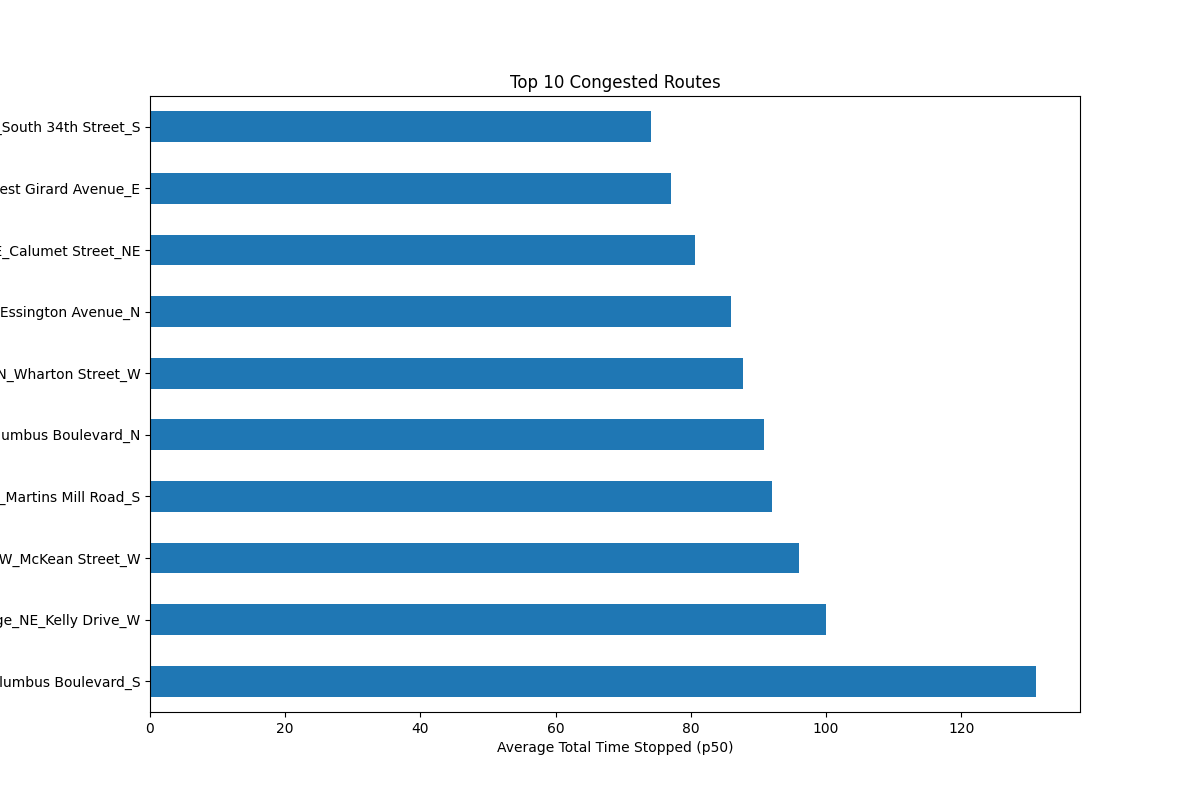 Top 10 Congested Routes
_South 34th Street_S
est Girard Avenue_E
E_Calumet Street_NE
Essington Avenue_N
N_Wharton Street_W
lumbus Boulevard_N
_Martins Mill Road_S
W_McKean Street_W
ge_NE_Kelly Drive_W
lumbus Boulevard_S
0 20 40 60 80 100 120
Average Total Time Stopped (p50)